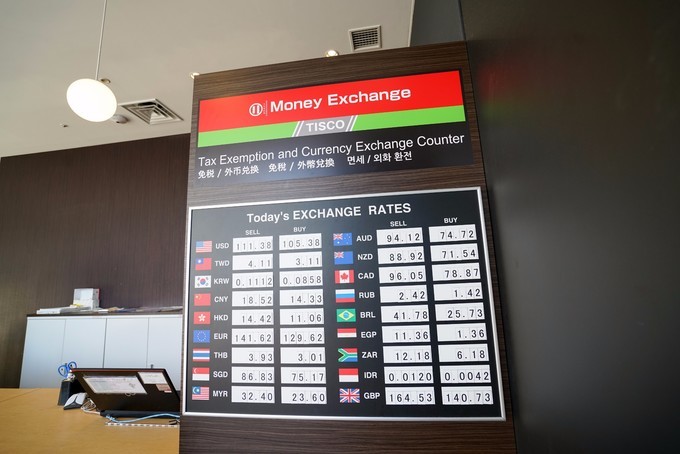 Money Exchange
TISCO
Tax Exemption and Currency Exchange Counter
免税 / 外币兑换 免税 / 外幣兌換 면세 / 외화 환전
Today's EXCHANGE RATES
SELL BUY
USD 111.38 105.38
TWD 4.11 3.11
KRW 0.1112 0.0858
CNY 18.52 14.33
HKD 14.42 11.06
EUR 141.62 129.62
THB 3.93 3.01
SGD 86.83 75.17
MYR 32.40 23.60
SELL BUY
AUD 94.12 74.72
NZD 88.92 71.54
CAD 96.05 78.87
RUB 2.42 1.42
BRL 41.78 25.73
EGP 11.36 1.36
ZAR 12.18 6.18
IDR 0.0120 0.0042
GBP 164.53 140.73